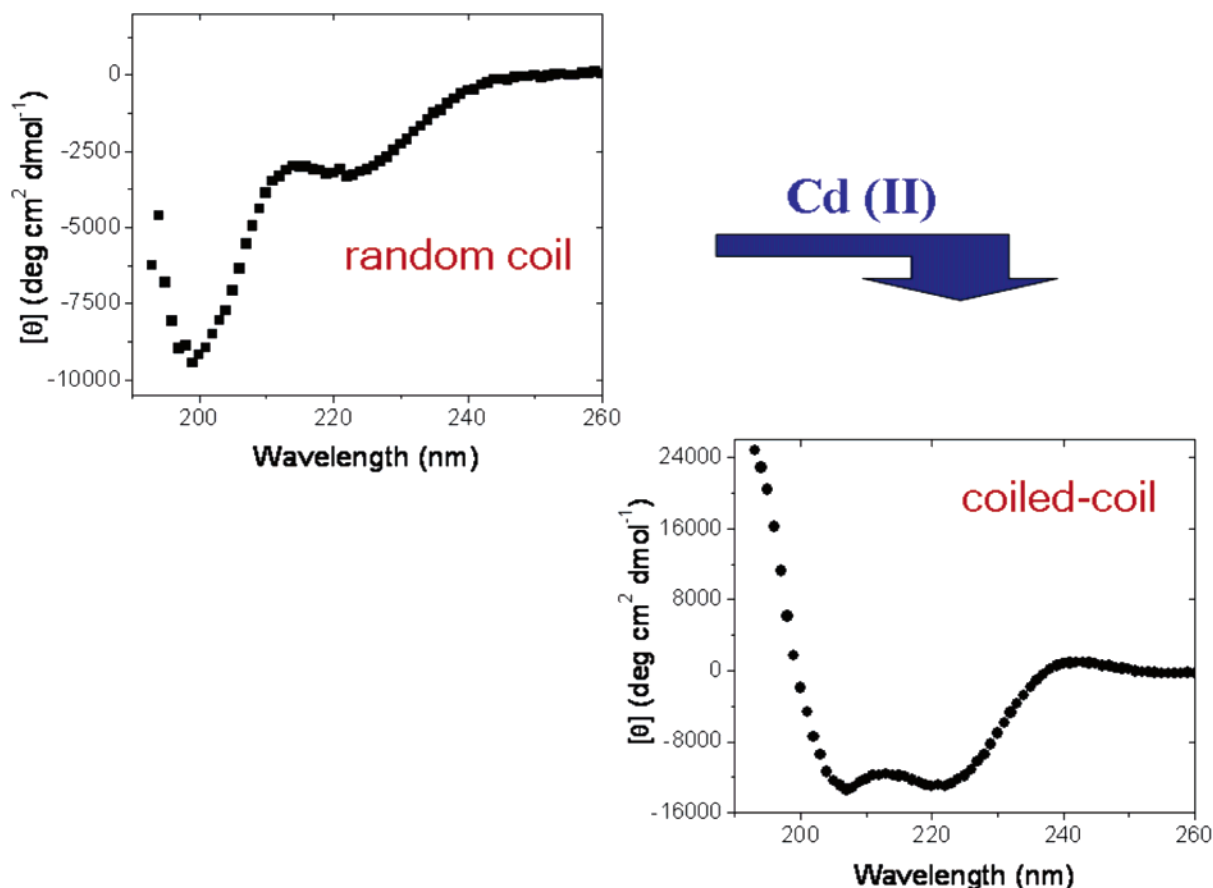 0
-2500
-5000
-7500
-10000
[θ] (deg cm² dmol⁻¹)
random coil
200 220 240 260
Wavelength (nm)
Cd (II)
24000
16000
8000
0
-8000
-16000
[θ] (deg cm² dmol⁻¹)
coiled-coil
200 220 240 260
Wavelength (nm)